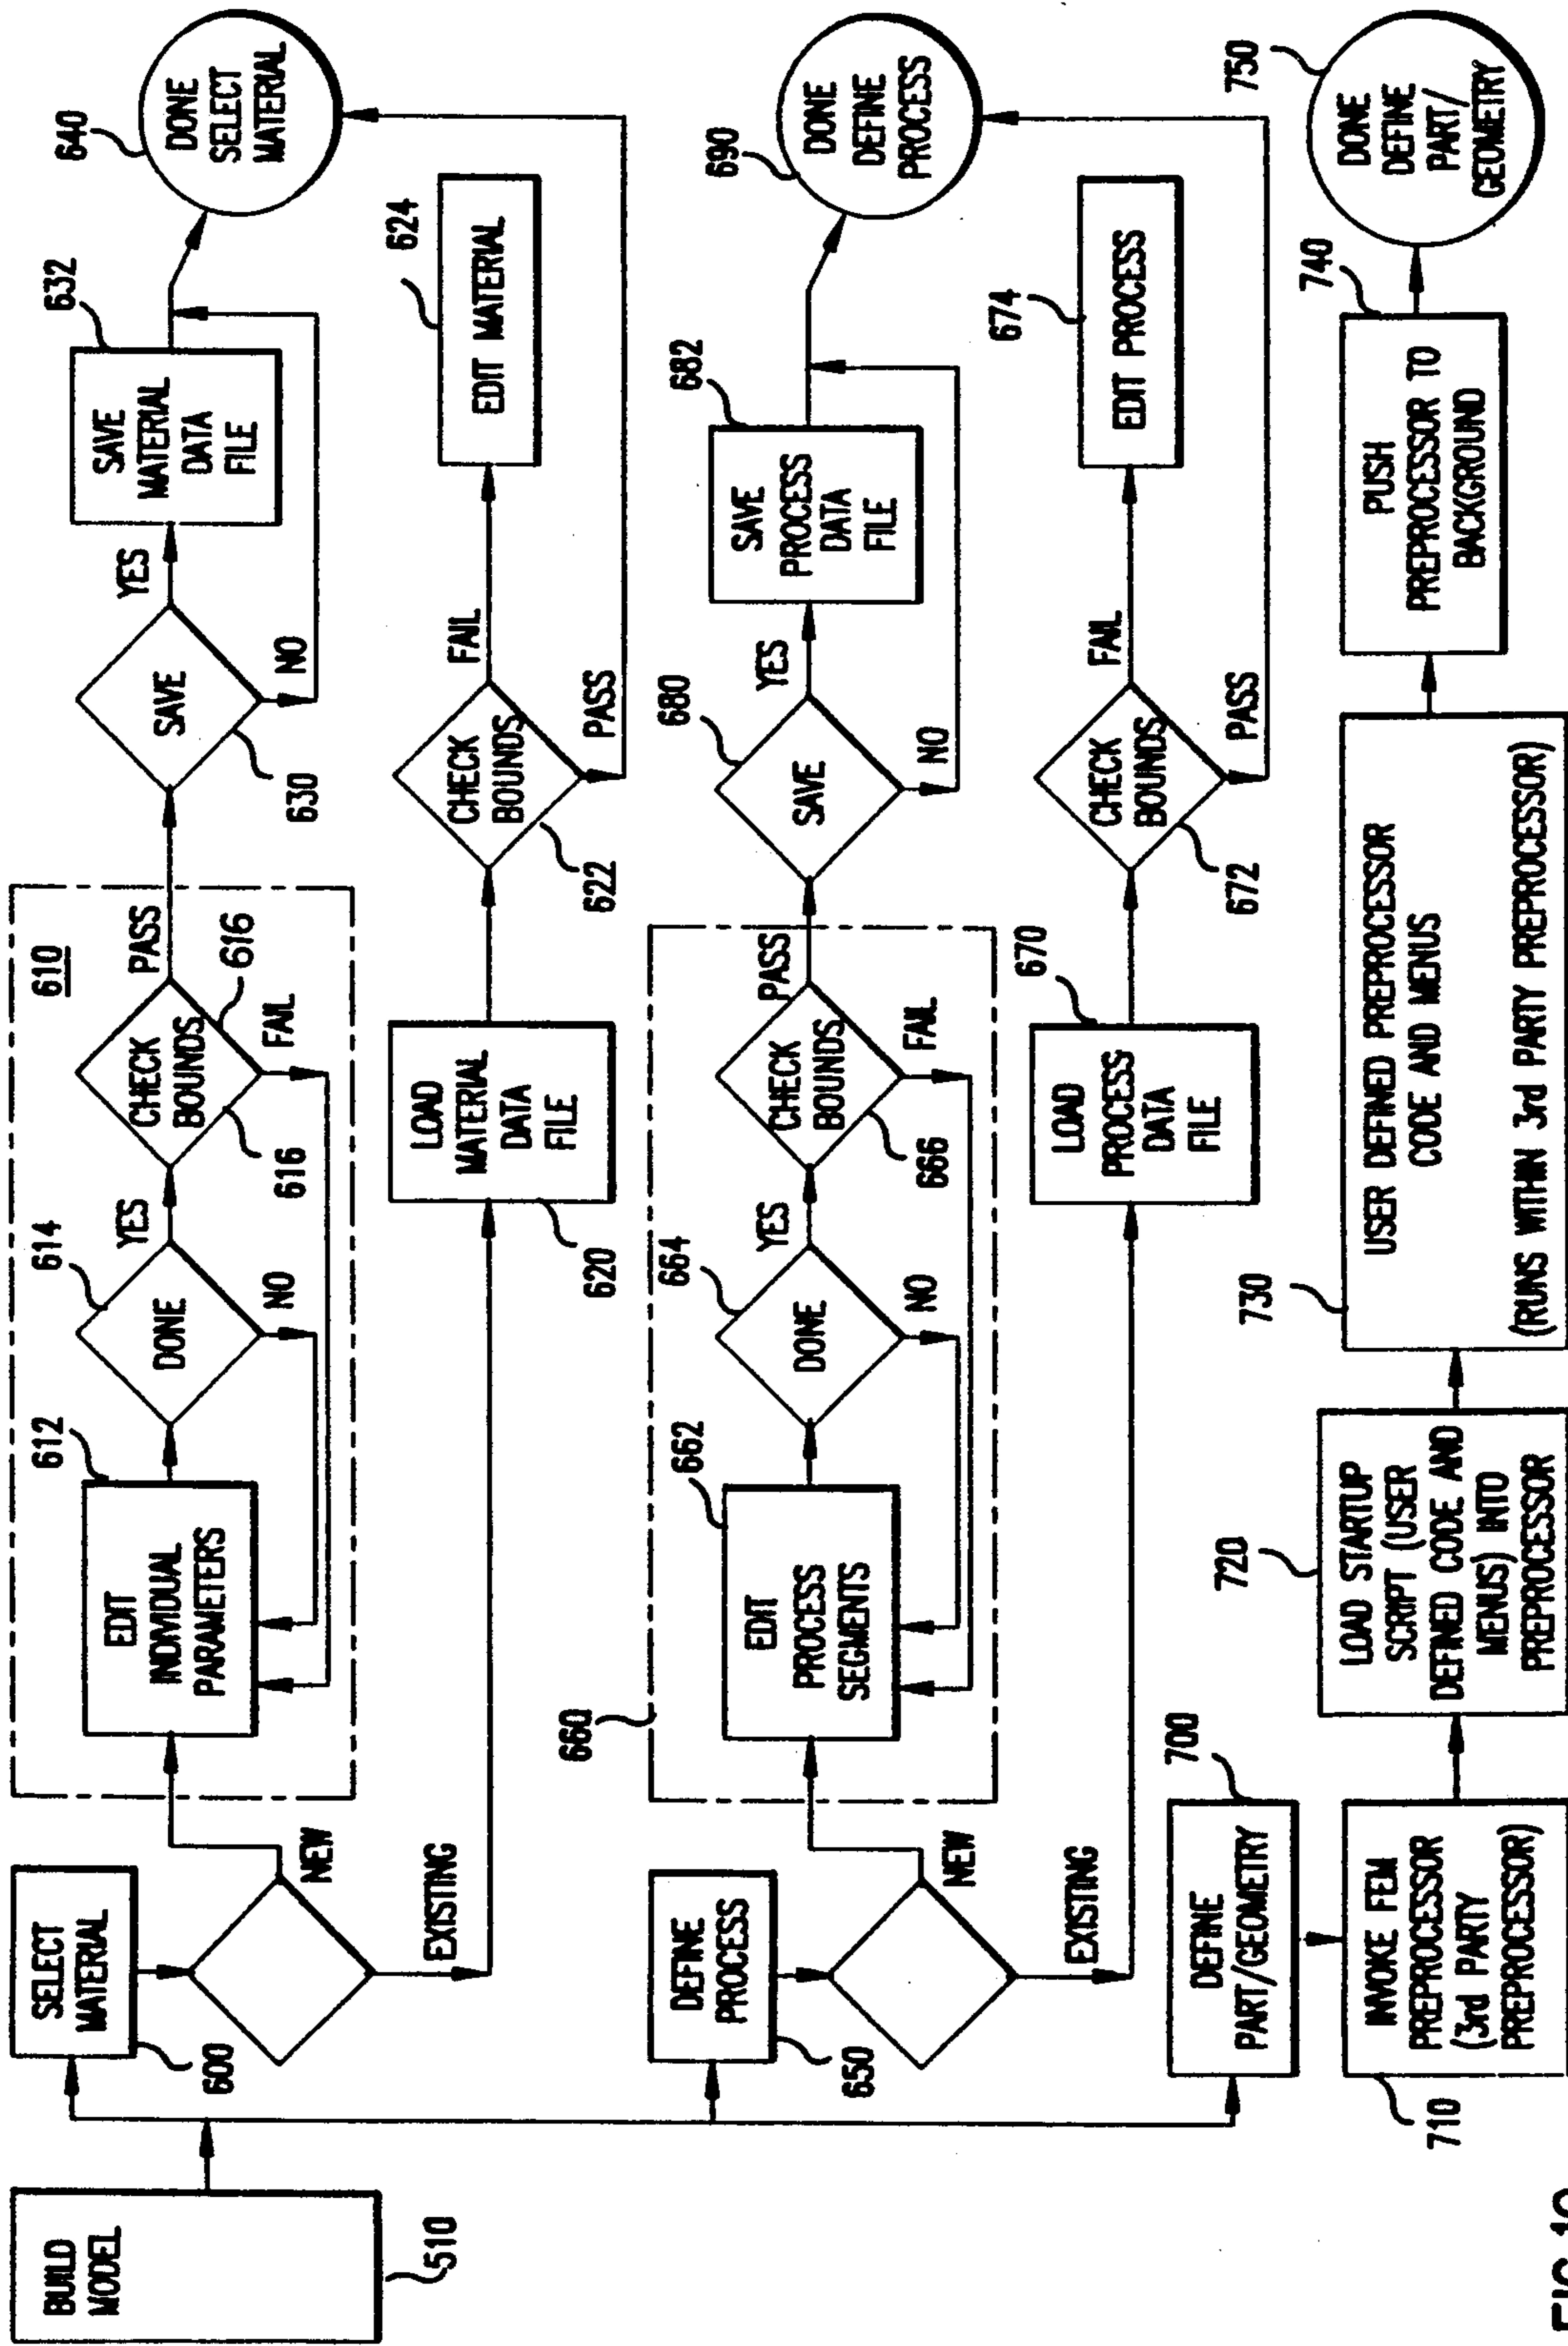 BUILD
MODEL
510
SELECT
MATERIAL
600
NEW
EXISTING
610
EDIT
INDIVIDUAL
PARAMETERS
612
DONE
614
YES
NO
CHECK
BOUNDS
616
616
PASS
FAIL
SAVE
630
YES
NO
SAVE
MATERIAL
DATA
FILE
632
DONE
SELECT
MATERIAL
640
LOAD
MATERIAL
DATA
FILE
620
CHECK
BOUNDS
622
FAIL
PASS
EDIT MATERIAL
624
DEFINE
PROCESS
650
NEW
EXISTING
660
EDIT
PROCESS
SEGMENTS
662
DONE
664
YES
NO
CHECK
BOUNDS
666
PASS
FAIL
SAVE
680
YES
NO
SAVE
PROCESS
DATA
FILE
682
DONE
DEFINE
PROCESS
690
LOAD
PROCESS
DATA
FILE
670
CHECK
BOUNDS
672
FAIL
PASS
EDIT PROCESS
674
DEFINE
PART/GEOMETRY
700
INVOKE FEM
PREPROCESSOR
(3rd PARTY
PREPROCESSOR)
710
LOAD STARTUP
SCRIPT (USER
DEFINED CODE AND
MENUS) INTO
PREPROCESSOR
720
USER DEFINED PREPROCESSOR
CODE AND MENUS
(RUNS WITHIN 3rd PARTY PREPROCESSOR)
730
PUSH
PREPROCESSOR TO
BACKGROUND
740
DONE
DEFINE
PART/
GEOMETRY
750